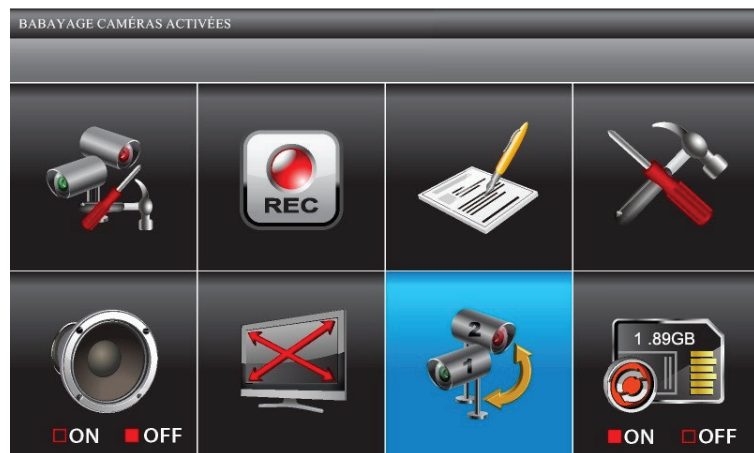 BABAYAGE CAMÉRAS ACTIVÉES
REC
2
1
1 .89GB
ON OFF
ON OFF